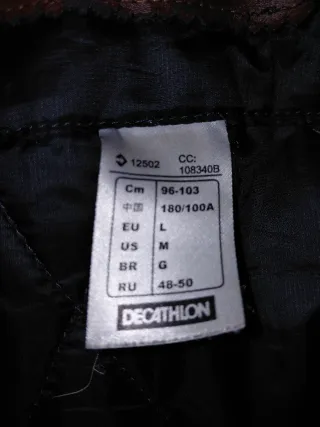 12502 CC:
108340B
Cm 96-103
中国 180/100A
EU L
US M
BR G
RU 48-50
DECATHLON